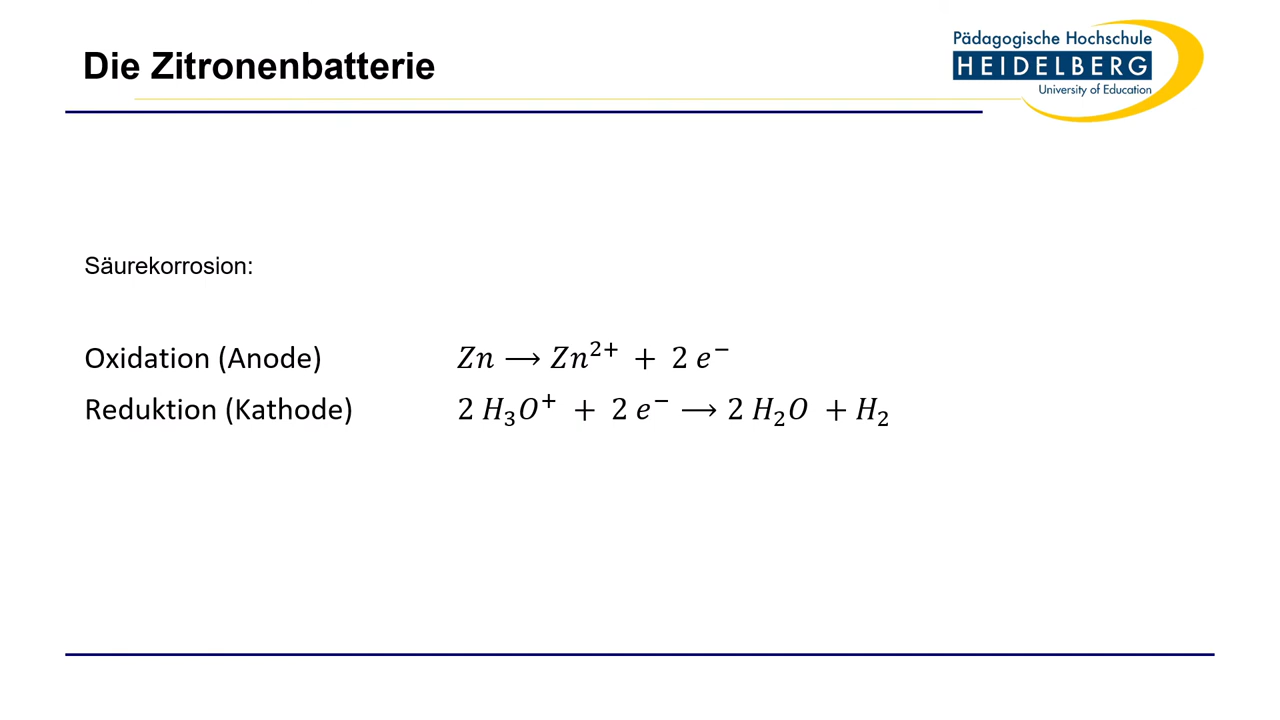 Die Zitronenbatterie
Pädagogische Hochschule
HEIDELBERG
University of Education
Säurekorrosion:
Oxidation (Anode) Zn ⟶ Zn²⁺ + 2 e⁻
Reduktion (Kathode) 2 H₃O⁺ + 2 e⁻ ⟶ 2 H₂O + H₂